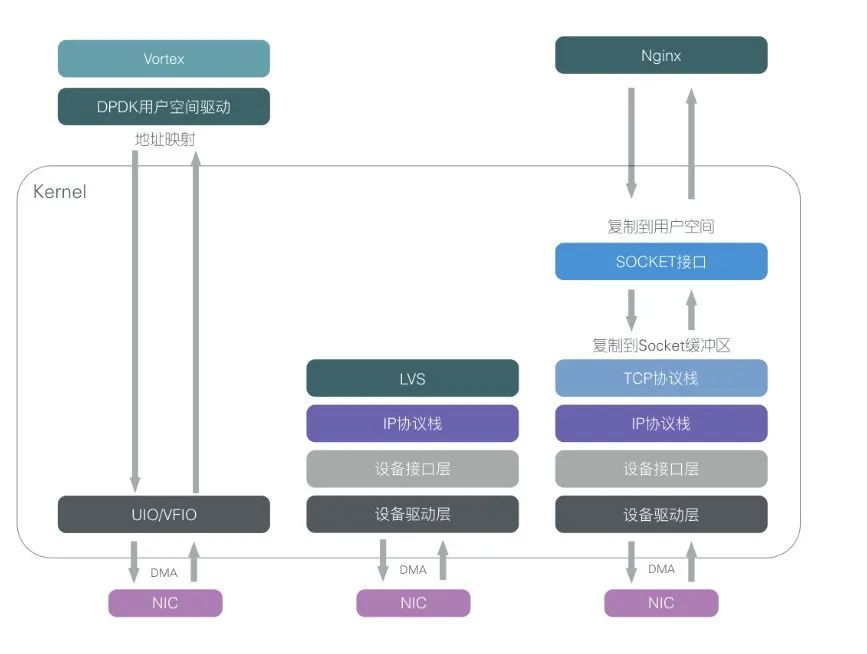 Vortex
DPDK用户空间驱动
地址映射
Kernel
UIO/VFIO
DMA
NIC
LVS
IP协议栈
设备接口层
设备驱动层
DMA
NIC
Nginx
复制到用户空间
SOCKET接口
复制到Socket缓冲区
TCP协议栈
IP协议栈
设备接口层
设备驱动层
DMA
NIC